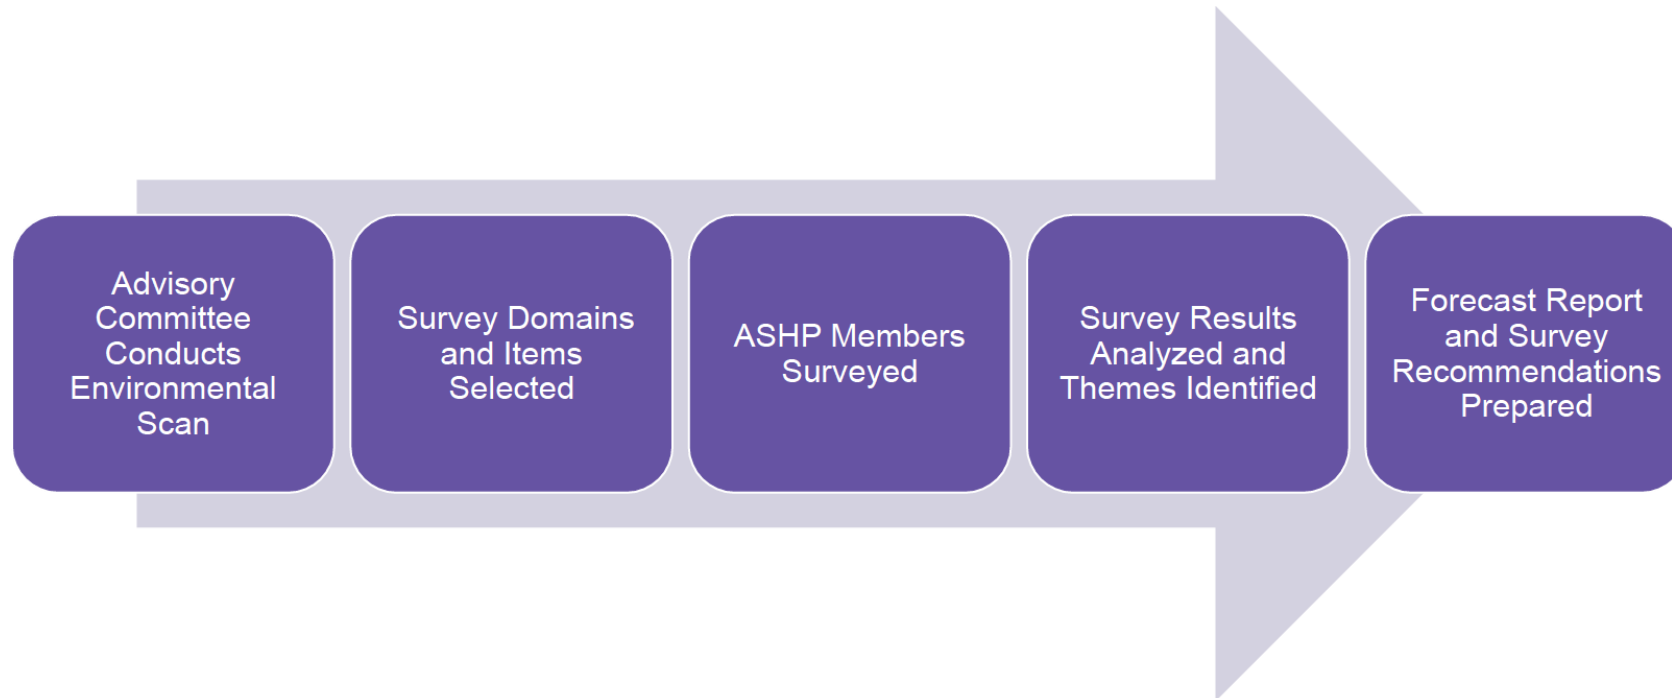 Advisory
Committee
Conducts
Environmental
Scan
Survey Domains
and Items
Selected
ASHP Members
Surveyed
Survey Results
Analyzed and
Themes Identified
Forecast Report
and Survey
Recommendations
Prepared